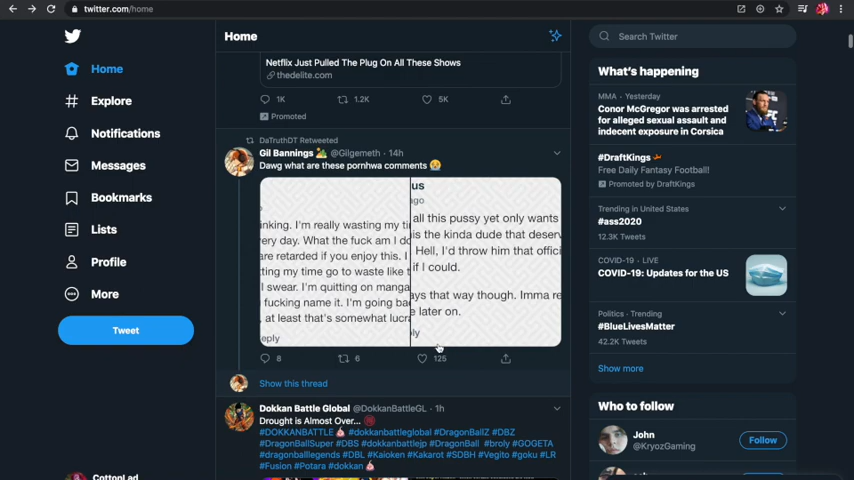 twitter.com/home
Home
Explore
Notifications
Messages
Bookmarks
Lists
Profile
More
Tweet
CottonLad
Home
Netflix Just Pulled The Plug On All These Shows
thedelite.com
1K 1.2K 5K
Promoted
DaTruthDT Retweeted
Gil Bannings @Gilgemeth · 14h
Dawg what are these pornhwa comments
inking. I'm really wasting my tim
very day. What the fuck am I do
are retarded if you enjoy this. I
tting my time go to waste like t
I swear. I'm quitting on manga
fucking name it. I'm going bac
, at least that's somewhat lucra
eply
us
ago
all this pussy yet only wants
is the kinda dude that deserv
Hell, I'd throw him that offici
if I could.
ays that way though. Imma re
e later on.
ly
8 6 125
Show this thread
Dokkan Battle Global @DokkanBattleGL · 1h
Drought is Almost Over...
#DOKKANBATTLE #dokkanbattleglobal #DragonBallZ #DBZ
#DragonBallSuper #DBS #dokkanbattlejp #DragonBall #broly #GOGETA
#dragonballlegends #DBL #Kaioken #Kakarot #SDBH #Vegito #goku #LR
#Fusion #Potara #dokkan
Search Twitter
What's happening
MMA · Yesterday
Conor McGregor was arrested
for alleged sexual assault and
indecent exposure in Corsica
#DraftKings
Free Daily Fantasy Football!
Promoted by DraftKings
Trending in United States
#ass2020
12.3K Tweets
COVID-19 · LIVE
COVID-19: Updates for the US
Politics · Trending
#BlueLivesMatter
42.2K Tweets
Show more
Who to follow
John
@KryozGaming
Follow